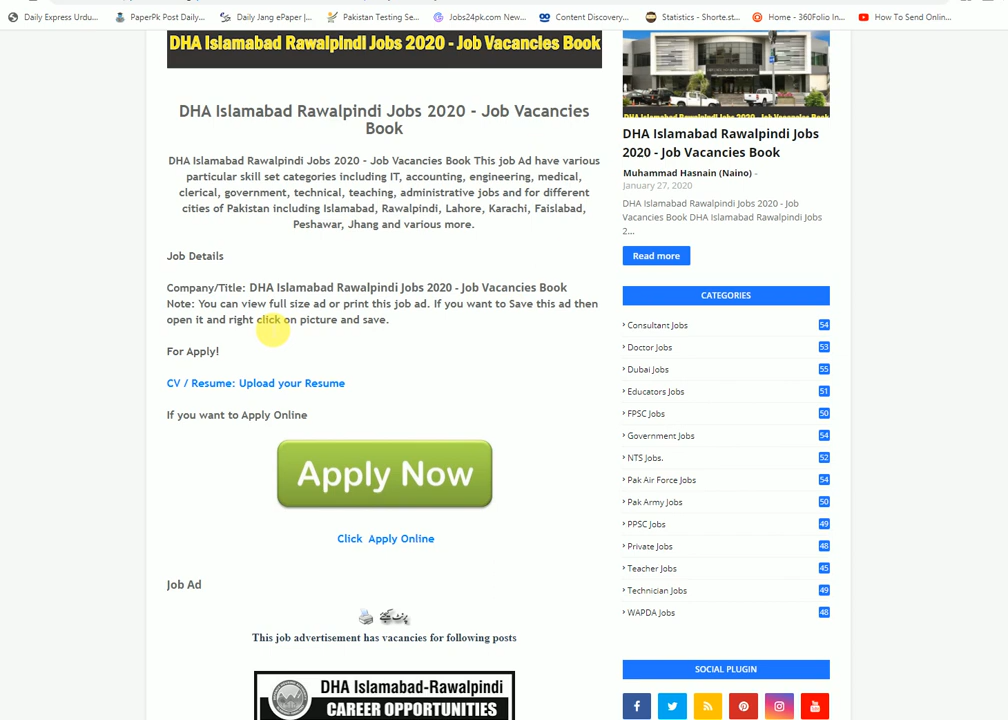 Daily Express Urdu...
PaperPk Post Daily...
Daily Jang ePaper |...
Pakistan Testing Se...
Jobs24pk.com New...
Content Discovery...
Statistics - Shorte.st...
Home - 360Folio In...
How To Send Onlin...
DHA Islamabad Rawalpindi Jobs 2020 - Job Vacancies Book
DHA Islamabad Rawalpindi Jobs 2020 - Job Vacancies
Book
DHA Islamabad Rawalpindi Jobs 2020 - Job Vacancies Book This job Ad have various
particular skill set categories including IT, accounting, engineering, medical,
clerical, government, technical, teaching, administrative jobs and for different
cities of Pakistan including Islamabad, Rawalpindi, Lahore, Karachi, Faislabad,
Peshawar, Jhang and various more.
Job Details
Company/Title: DHA Islamabad Rawalpindi Jobs 2020 - Job Vacancies Book
Note: You can view full size ad or print this job ad. If you want to Save this ad then
open it and right click on picture and save.
For Apply!
CV / Resume: Upload your Resume
If you want to Apply Online
Apply Now
Click Apply Online
Job Ad
پرنٹ کیجئے
This job advertisement has vacancies for following posts
DHA Islamabad-Rawalpindi
CAREER OPPORTUNITIES
DHA Islamabad Rawalpindi Jobs 2020 - Job Vacancies Book
DHA Islamabad Rawalpindi Jobs
2020 - Job Vacancies Book
Muhammad Hasnain (Naino) -
January 27, 2020
DHA Islamabad Rawalpindi Jobs 2020 - Job
Vacancies Book DHA Islamabad Rawalpindi Jobs
2...
Read more
CATEGORIES
Consultant Jobs 54
Doctor Jobs 53
Dubai Jobs 55
Educators Jobs 51
FPSC Jobs 50
Government Jobs 54
NTS Jobs. 52
Pak Air Force Jobs 54
Pak Army Jobs 50
PPSC Jobs 49
Private Jobs 48
Teacher Jobs 45
Technician Jobs 49
WAPDA Jobs 48
SOCIAL PLUGIN